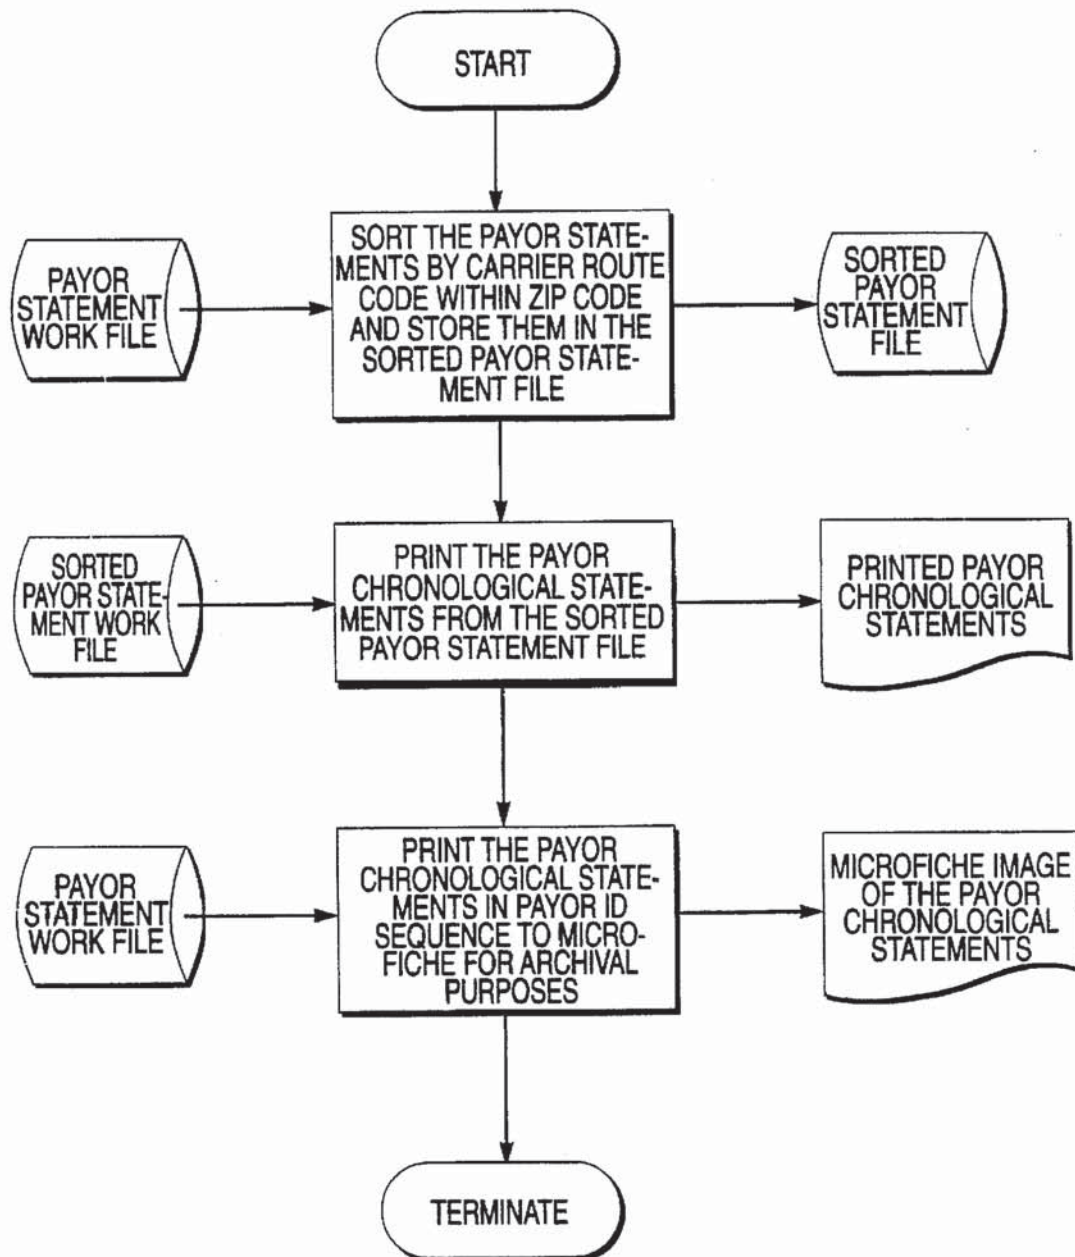 START
PAYOR
STATEMENT
WORK FILE
SORT THE PAYOR STATE-
MENTS BY CARRIER ROUTE
CODE WITHIN ZIP CODE
AND STORE THEM IN THE
SORTED PAYOR STATE-
MENT FILE
SORTED
PAYOR
STATEMENT
FILE
SORTED
PAYOR STATE-
MENT WORK
FILE
PRINT THE PAYOR
CHRONOLOGICAL STATE-
MENTS FROM THE SORTED
PAYOR STATEMENT FILE
PRINTED PAYOR
CHRONOLOGICAL
STATEMENTS
PAYOR
STATEMENT
WORK FILE
PRINT THE PAYOR
CHRONOLOGICAL STATE-
MENTS IN PAYOR ID
SEQUENCE TO MICRO-
FICHE FOR ARCHIVAL
PURPOSES
MICROFICHE IMAGE
OF THE PAYOR
CHRONOLOGICAL
STATEMENTS
TERMINATE